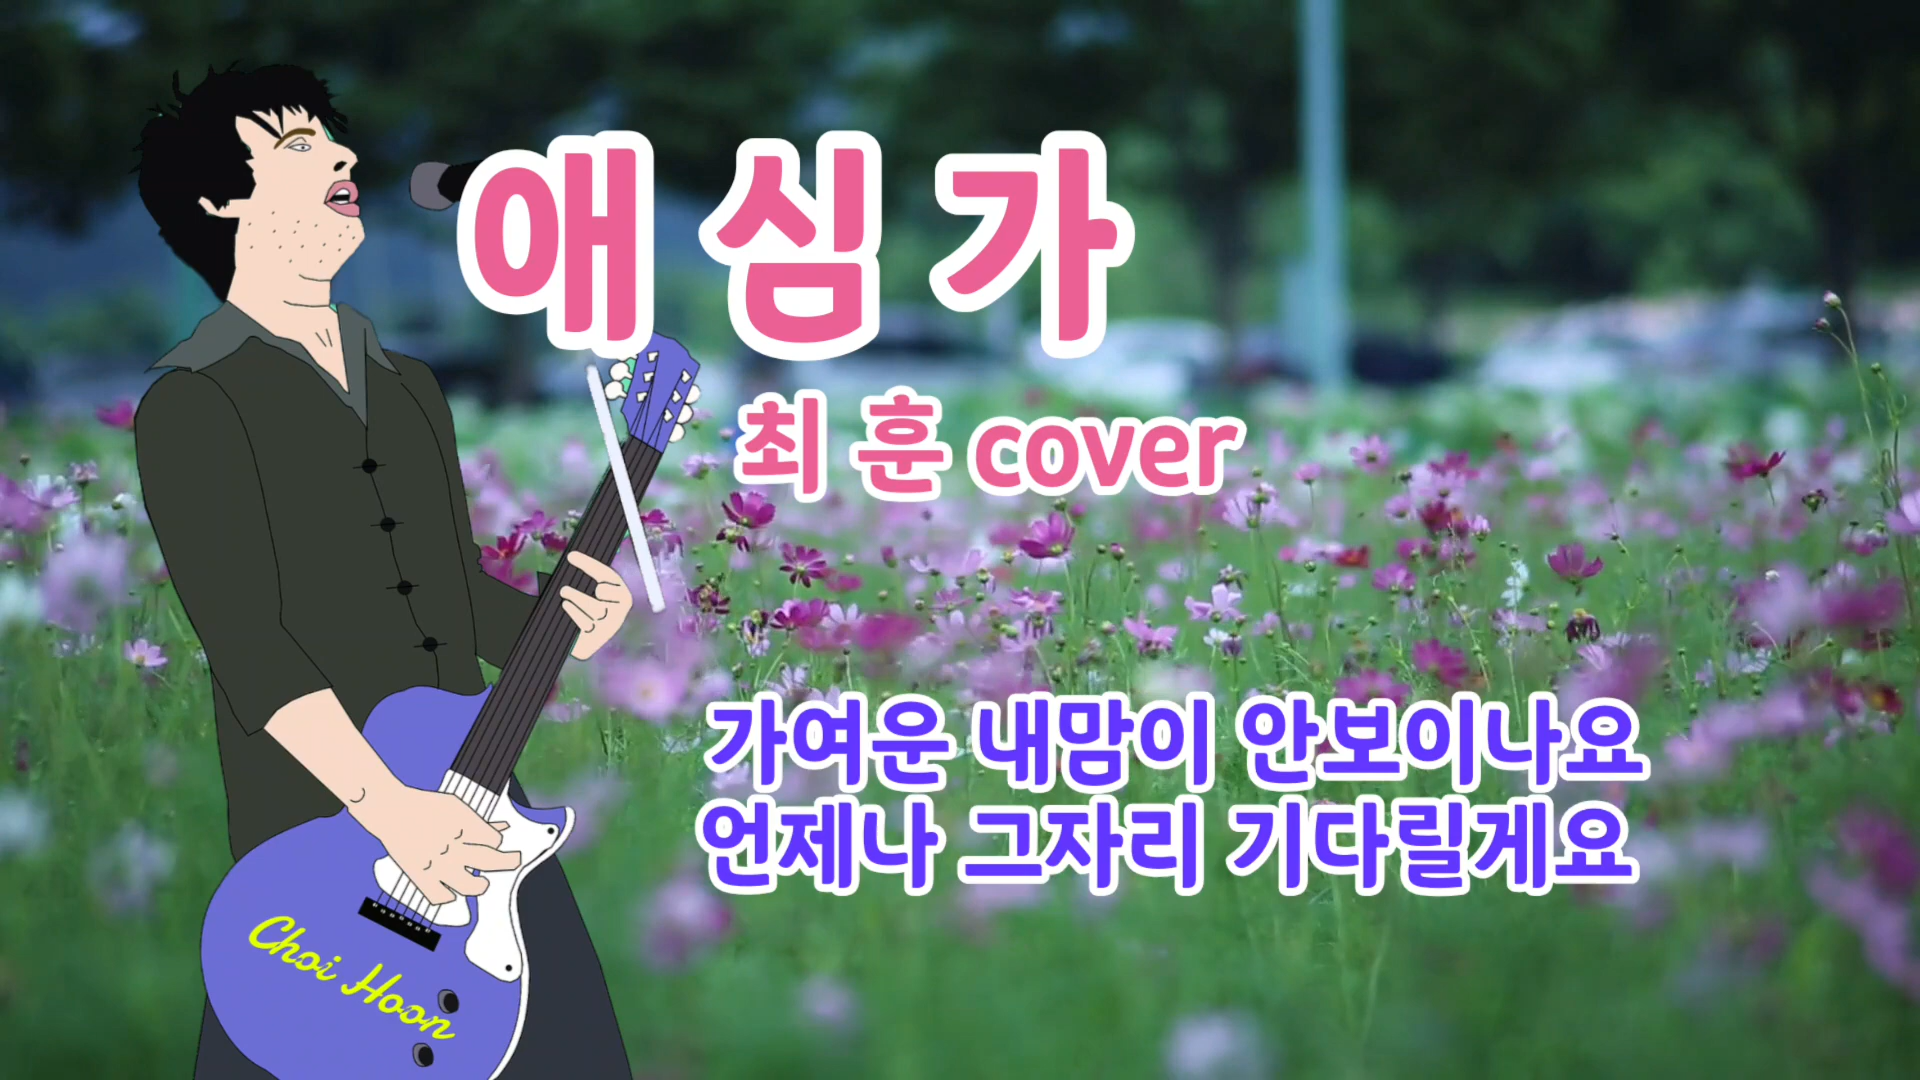 애 심 가
최 훈 cover
가여운 내맘이 안보이나요
언제나 그자리 기다릴게요
Choi Hoon